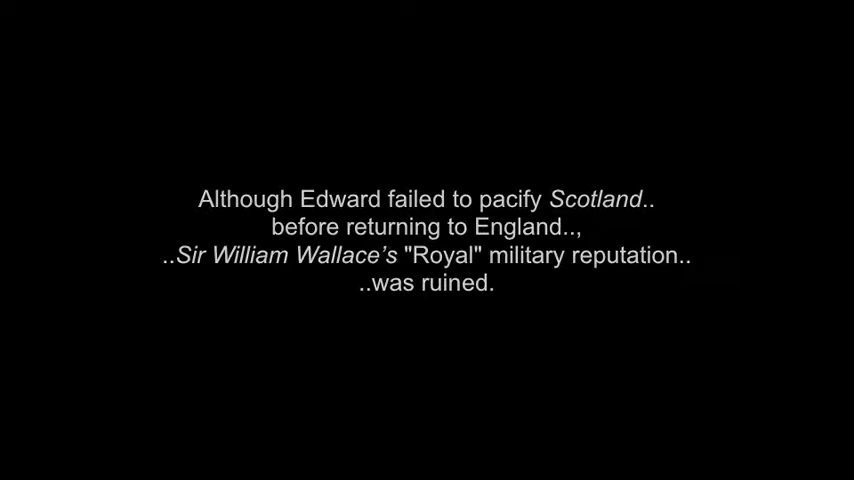 Although Edward failed to pacify Scotland..
before returning to England..,
..Sir William Wallace’s "Royal" military reputation..
..was ruined.